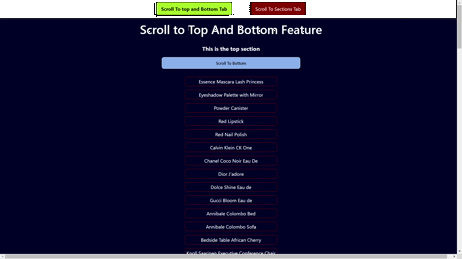 Scroll To top and Bottom Tab
Scroll To Sections Tab
Scroll to Top And Bottom Feature
This is the top section
Scroll To Bottom
Essence Mascara Lash Princess
Eyeshadow Palette with Mirror
Powder Canister
Red Lipstick
Red Nail Polish
Calvin Klein CK One
Chanel Coco Noir Eau De
Dior J'adore
Dolce Shine Eau de
Gucci Bloom Eau de
Annibale Colombo Bed
Annibale Colombo Sofa
Bedside Table African Cherry
Knoll Saarinen Executive Conference Chair